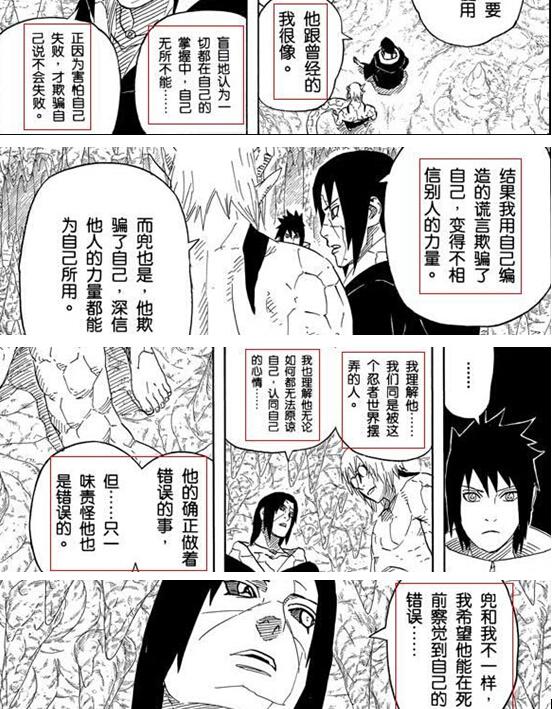 要
用
他跟曾經的
我很像。
盲目地认为一
切都在自己的
掌握中，自己
无所不能……
正因为害怕自己
失败，才欺骗自
己说不会失败。
结果我用自己编
造的谎言欺骗了
自己，变得不相
信别人的力量。
而兜也是，他欺
骗了自己，深信
他人的力量都能
为自己所用。
……
我理解他……
我们同是被这
个忍者世界摆
弄的人。
我也理解他无论
如何都无法原谅
自己，认同自己
的心情……
他的确正做着
错误的事，
但……只一
味责怪他也
是错误的。
兜和我不一样，
我希望他能在死
前察觉到自己的
错误……